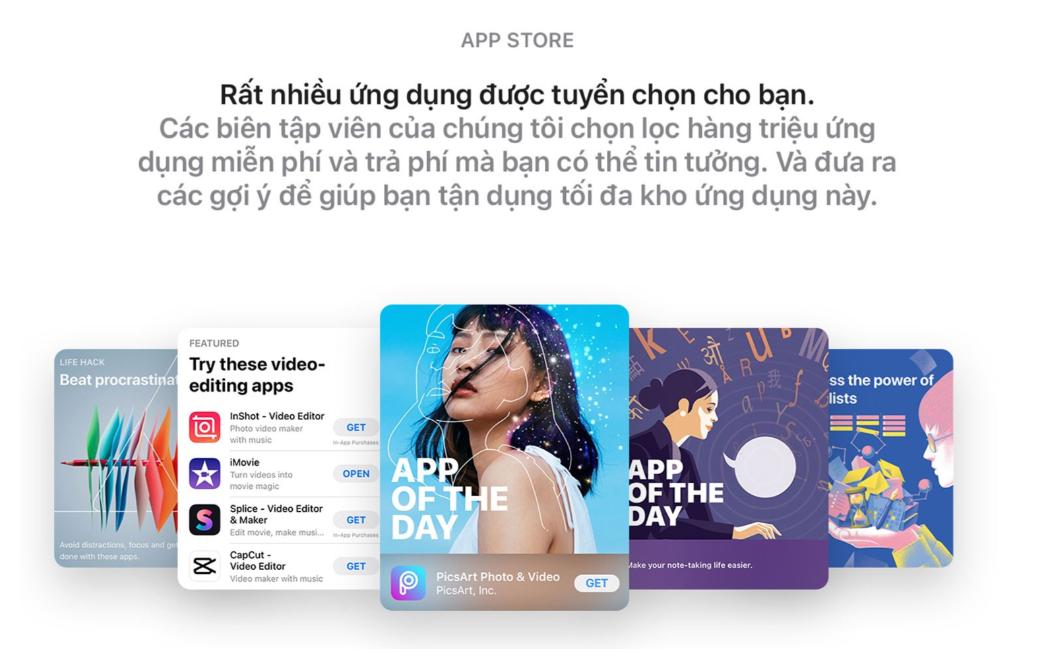 APP STORE
Rất nhiều ứng dụng được tuyển chọn cho bạn.
Các biên tập viên của chúng tôi chọn lọc hàng triệu ứng
dụng miễn phí và trả phí mà bạn có thể tin tưởng. Và đưa ra
các gợi ý để giúp bạn tận dụng tối đa kho ứng dụng này.
LIFE HACK
Beat procrastinat
Avoid distractions, focus and get
done with these apps.
FEATURED
Try these video-
editing apps
InShot - Video Editor
Photo video maker
with music
GET
In-App Purchases
iMovie
Turn videos into
movie magic
OPEN
Splice - Video Editor
& Maker
Edit movie, make musi...
GET
In-App Purchases
CapCut -
Video Editor
Video maker with music
GET
APP
OF THE
DAY
PicsArt Photo & Video
PicsArt, Inc.
GET
APP
OF THE
DAY
Make your note-taking life easier.
ss the power of
lists